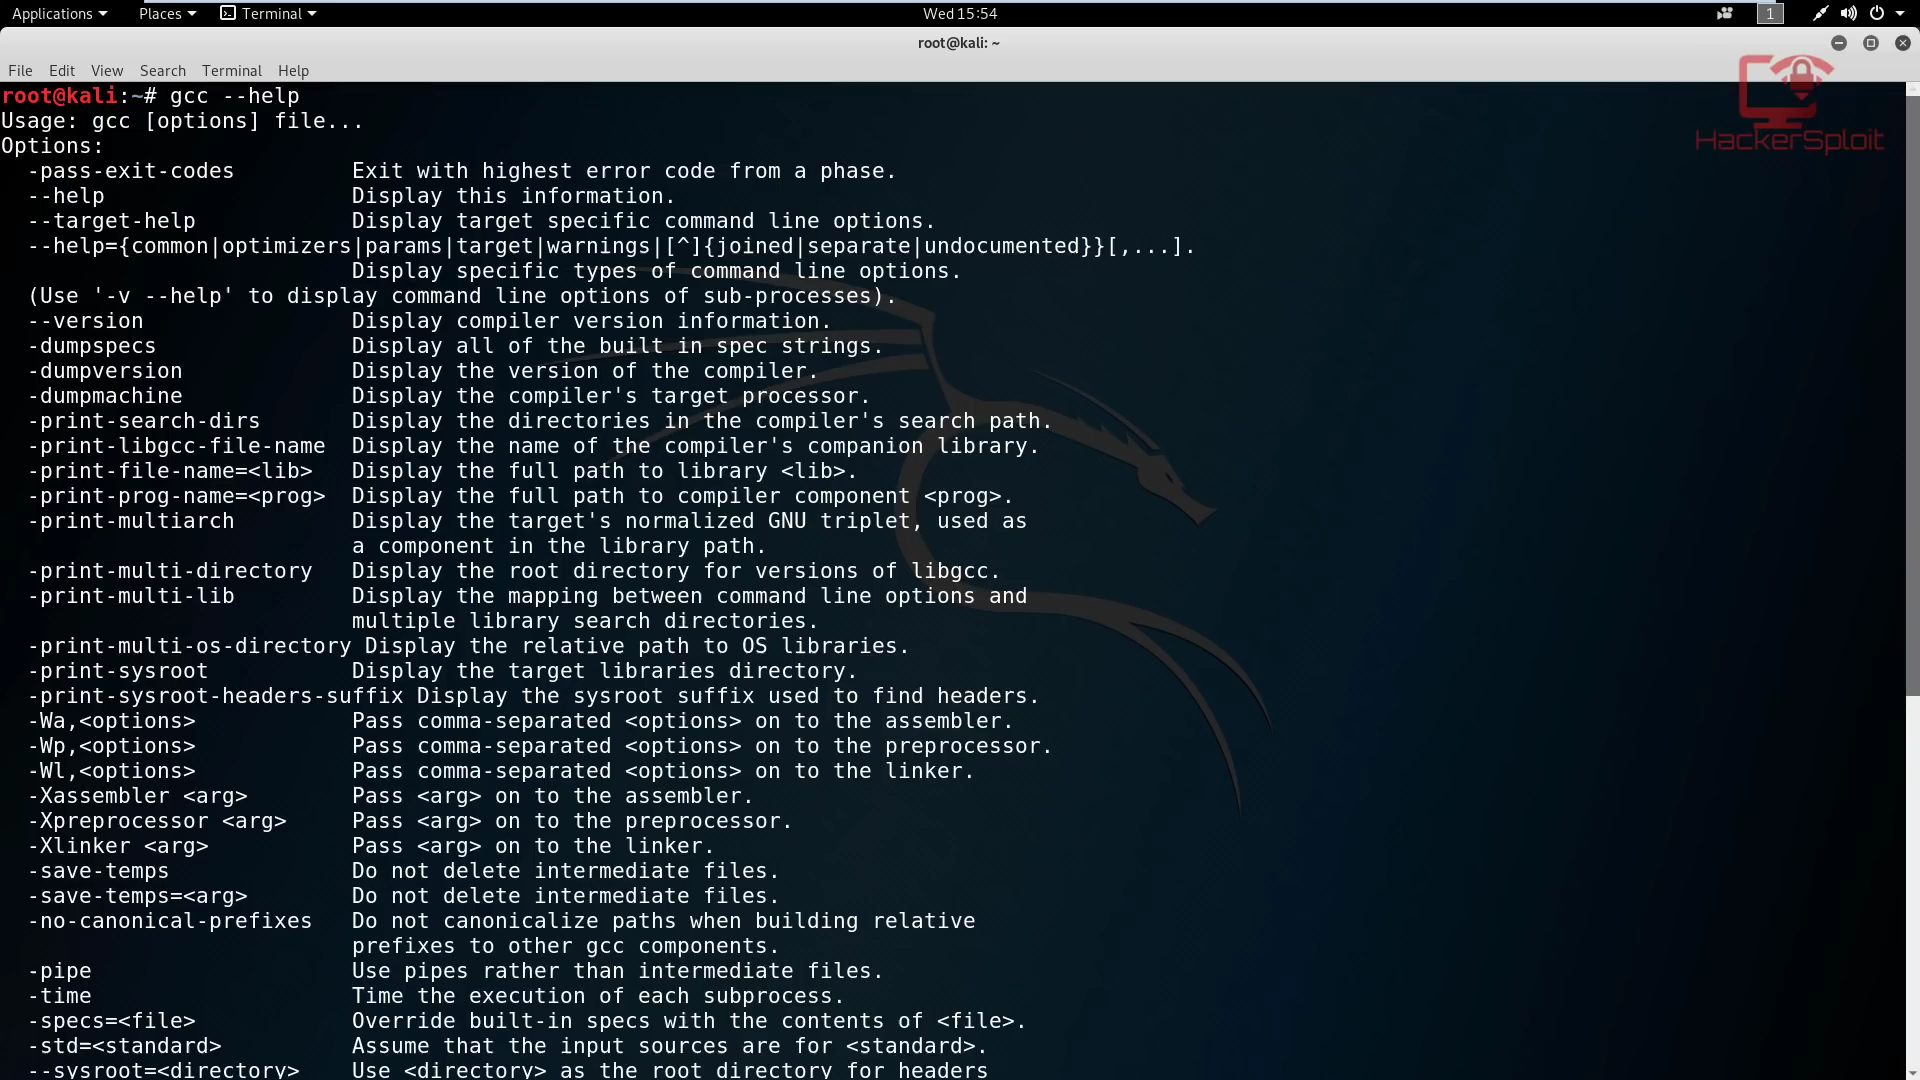 Applications Places Terminal Wed 15:54 1
root@kali: ~
File Edit View Search Terminal Help
HackerSploit
root@kali:~# gcc --help
Usage: gcc [options] file...
Options:
  -pass-exit-codes         Exit with highest error code from a phase.
  --help                   Display this information.
  --target-help            Display target specific command line options.
  --help={common|optimizers|params|target|warnings|[^]{joined|separate|undocumented}}[,...].
                           Display specific types of command line options.
  (Use '-v --help' to display command line options of sub-processes).
  --version                Display compiler version information.
  -dumpspecs               Display all of the built in spec strings.
  -dumpversion             Display the version of the compiler.
  -dumpmachine             Display the compiler's target processor.
  -print-search-dirs       Display the directories in the compiler's search path.
  -print-libgcc-file-name  Display the name of the compiler's companion library.
  -print-file-name=<lib>   Display the full path to library <lib>.
  -print-prog-name=<prog>  Display the full path to compiler component <prog>.
  -print-multiarch         Display the target's normalized GNU triplet, used as
                           a component in the library path.
  -print-multi-directory   Display the root directory for versions of libgcc.
  -print-multi-lib         Display the mapping between command line options and
                           multiple library search directories.
  -print-multi-os-directory Display the relative path to OS libraries.
  -print-sysroot           Display the target libraries directory.
  -print-sysroot-headers-suffix Display the sysroot suffix used to find headers.
  -Wa,<options>            Pass comma-separated <options> on to the assembler.
  -Wp,<options>            Pass comma-separated <options> on to the preprocessor.
  -Wl,<options>            Pass comma-separated <options> on to the linker.
  -Xassembler <arg>        Pass <arg> on to the assembler.
  -Xpreprocessor <arg>     Pass <arg> on to the preprocessor.
  -Xlinker <arg>           Pass <arg> on to the linker.
  -save-temps              Do not delete intermediate files.
  -save-temps=<arg>        Do not delete intermediate files.
  -no-canonical-prefixes   Do not canonicalize paths when building relative
                           prefixes to other gcc components.
  -pipe                    Use pipes rather than intermediate files.
  -time                    Time the execution of each subprocess.
  -specs=<file>            Override built-in specs with the contents of <file>.
  -std=<standard>          Assume that the input sources are for <standard>.
  --sysroot=<directory>    Use <directory> as the root directory for headers